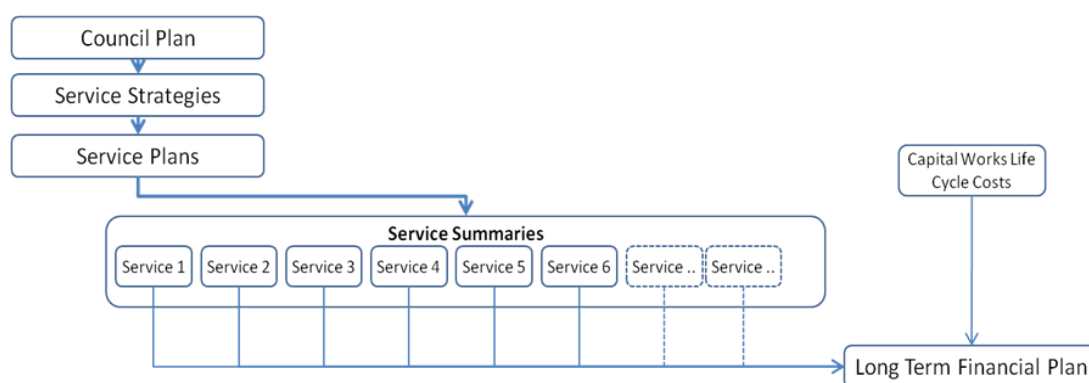 Council Plan
Service Strategies
Service Plans
Capital Works Life
Cycle Costs
Service Summaries
Service 1
Service 2
Service 3
Service 4
Service 5
Service 6
Service ..
Service ..
Long Term Financial Plan